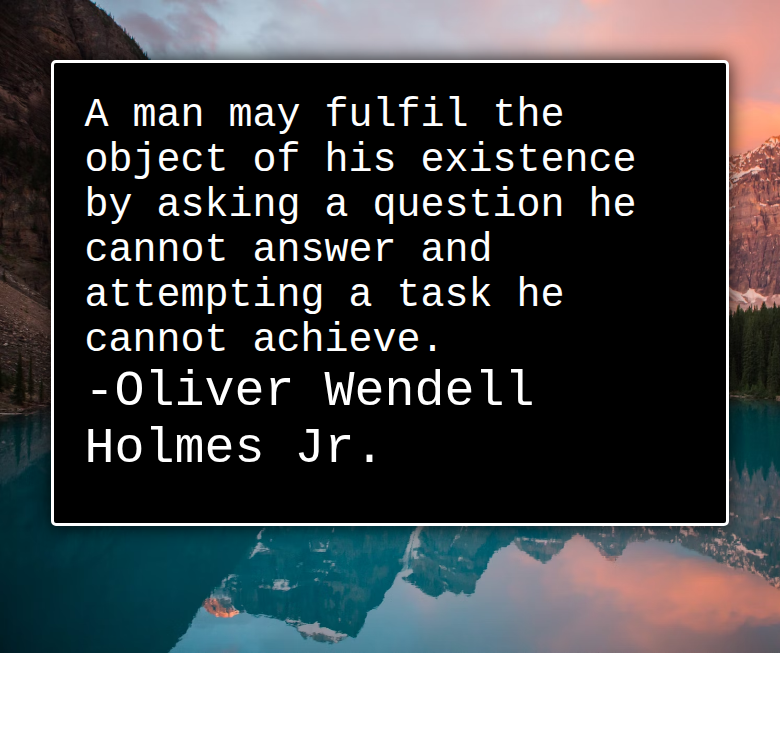 A man may fulfil the
object of his existence
by asking a question he
cannot answer and
attempting a task he
cannot achieve.
-Oliver Wendell
Holmes Jr.